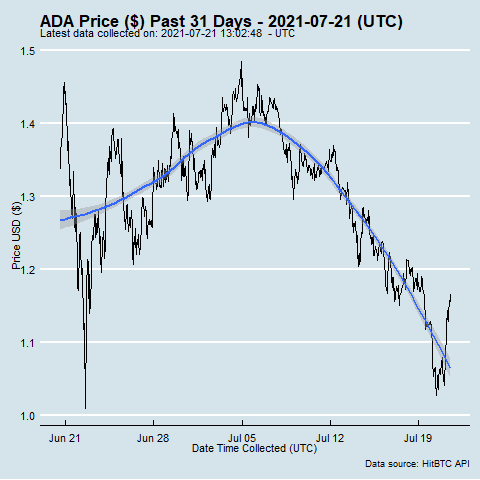 ADA Price ($) Past 31 Days - 2021-07-21 (UTC)
Latest data collected on: 2021-07-21 13:02:48 - UTC
1.5
1.4
1.3
1.2
1.1
1.0
Price USD ($)
Jun 21 Jun 28 Jul 05 Jul 12 Jul 19
Date Time Collected (UTC)
Data source: HitBTC API